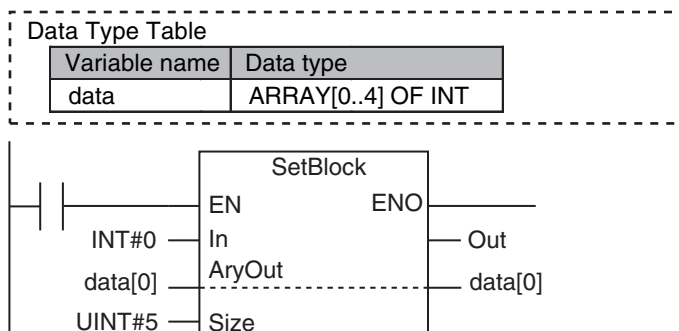 Data Type Table
Variable name Data type
data ARRAY[0..4] OF INT
SetBlock
EN ENO
INT#0 In Out
data[0] AryOut data[0]
UINT#5 Size